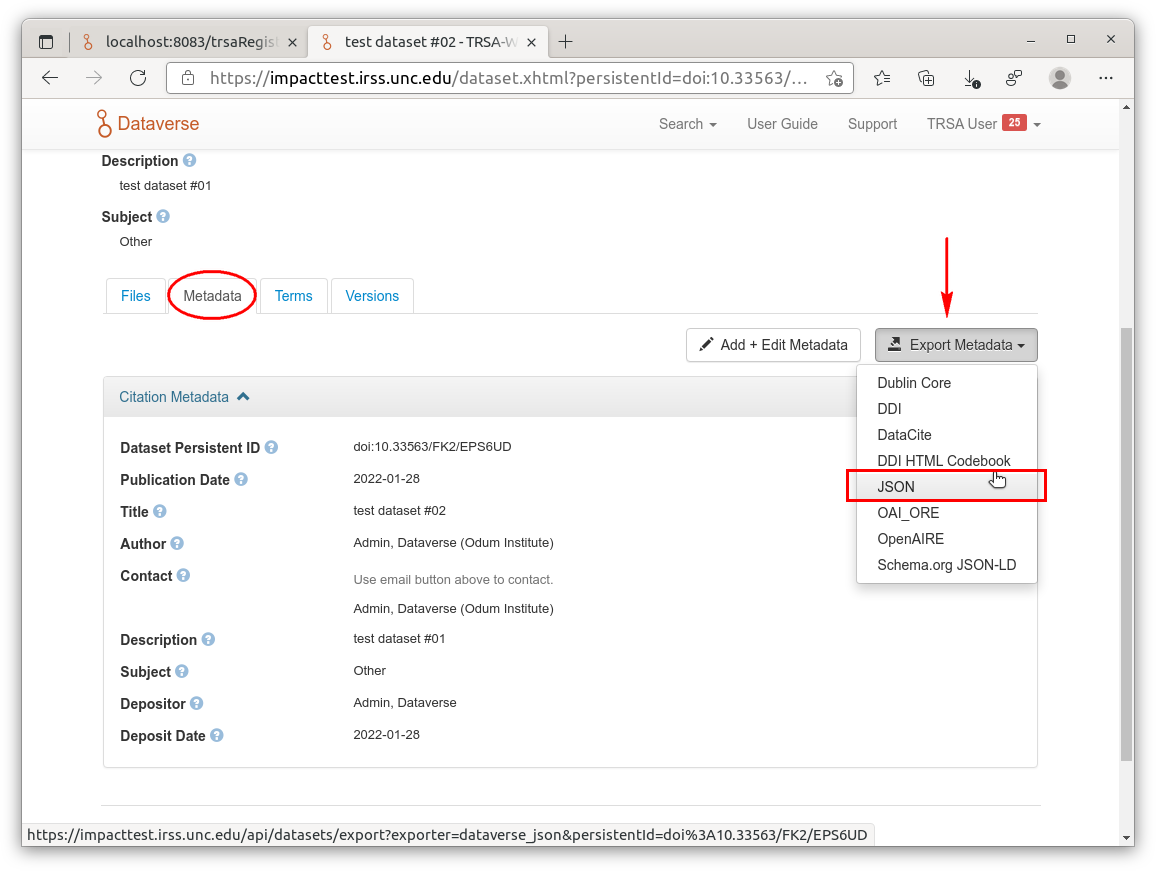 localhost:8083/trsaRegis
test dataset #02 - TRSA-W
https://impacttest.irss.unc.edu/dataset.xhtml?persistentId=doi:10.33563/...
Dataverse
Search
User Guide
Support
TRSA User 25
Description
test dataset #01
Subject
Other
Files
Metadata
Terms
Versions
Add + Edit Metadata
Export Metadata
Dublin Core
DDI
DataCite
DDI HTML Codebook
JSON
OAI_ORE
OpenAIRE
Schema.org JSON-LD
Citation Metadata
Dataset Persistent ID doi:10.33563/FK2/EPS6UD
Publication Date 2022-01-28
Title test dataset #02
Author Admin, Dataverse (Odum Institute)
Contact Use email button above to contact.
Admin, Dataverse (Odum Institute)
Description test dataset #01
Subject Other
Depositor Admin, Dataverse
Deposit Date 2022-01-28
https://impacttest.irss.unc.edu/api/datasets/export?exporter=dataverse_json&persistentId=doi%3A10.33563/FK2/EPS6UD